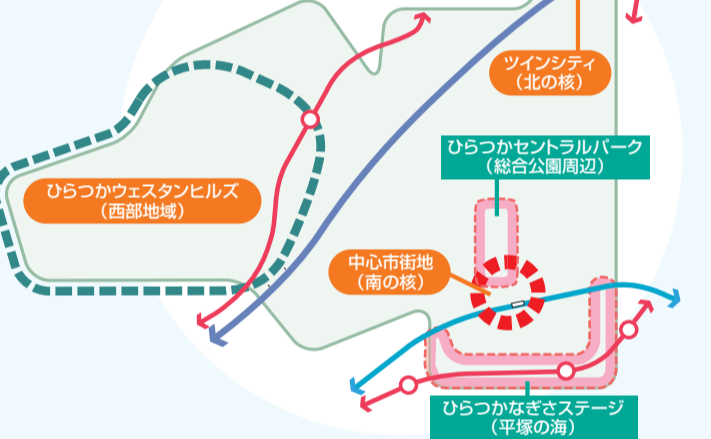 ツインシティ
（北の核）
ひらつかセントラルパーク
（総合公園周辺）
ひらつかウェスタンヒルズ
（西部地域）
中心市街地
（南の核）
ひらつかなぎさステージ
（平塚の海）